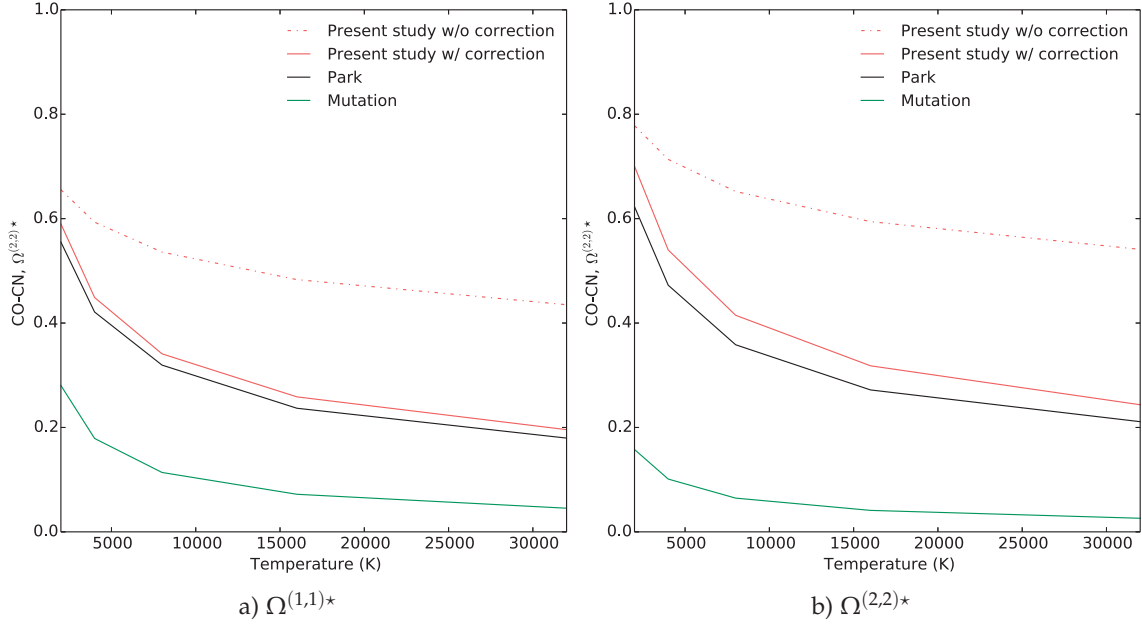 1.0
0.8
0.6
0.4
0.2
0.0
CO-CN, Ω^(2,2)⋆
Present study w/o correction
Present study w/ correction
Park
Mutation
5000 10000 15000 20000 25000 30000
Temperature (K)
a) Ω^(1,1)⋆
1.0
0.8
0.6
0.4
0.2
0.0
CO-CN, Ω^(2,2)⋆
Present study w/o correction
Present study w/ correction
Park
Mutation
5000 10000 15000 20000 25000 30000
Temperature (K)
b) Ω^(2,2)⋆